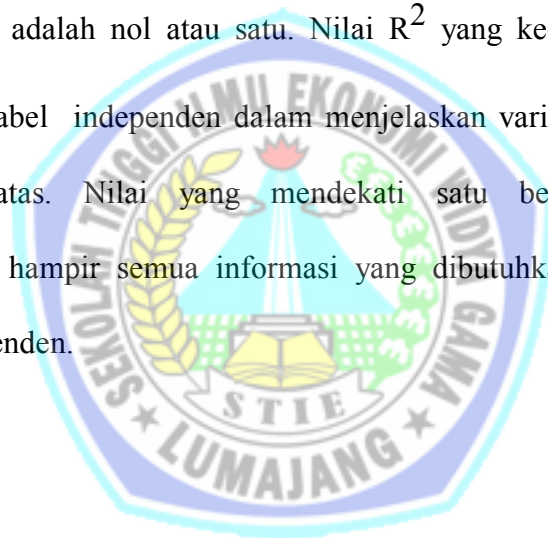 adalah nol atau satu. Nilai R² yang ke
abel independen dalam menjelaskan vari
atas. Nilai yang mendekati satu be
hampir semua informasi yang dibutuhk
enden.
SEKOLAH TINGGI ILMU EKONOMI WIDYA GAMA
STIE
LUMAJANG